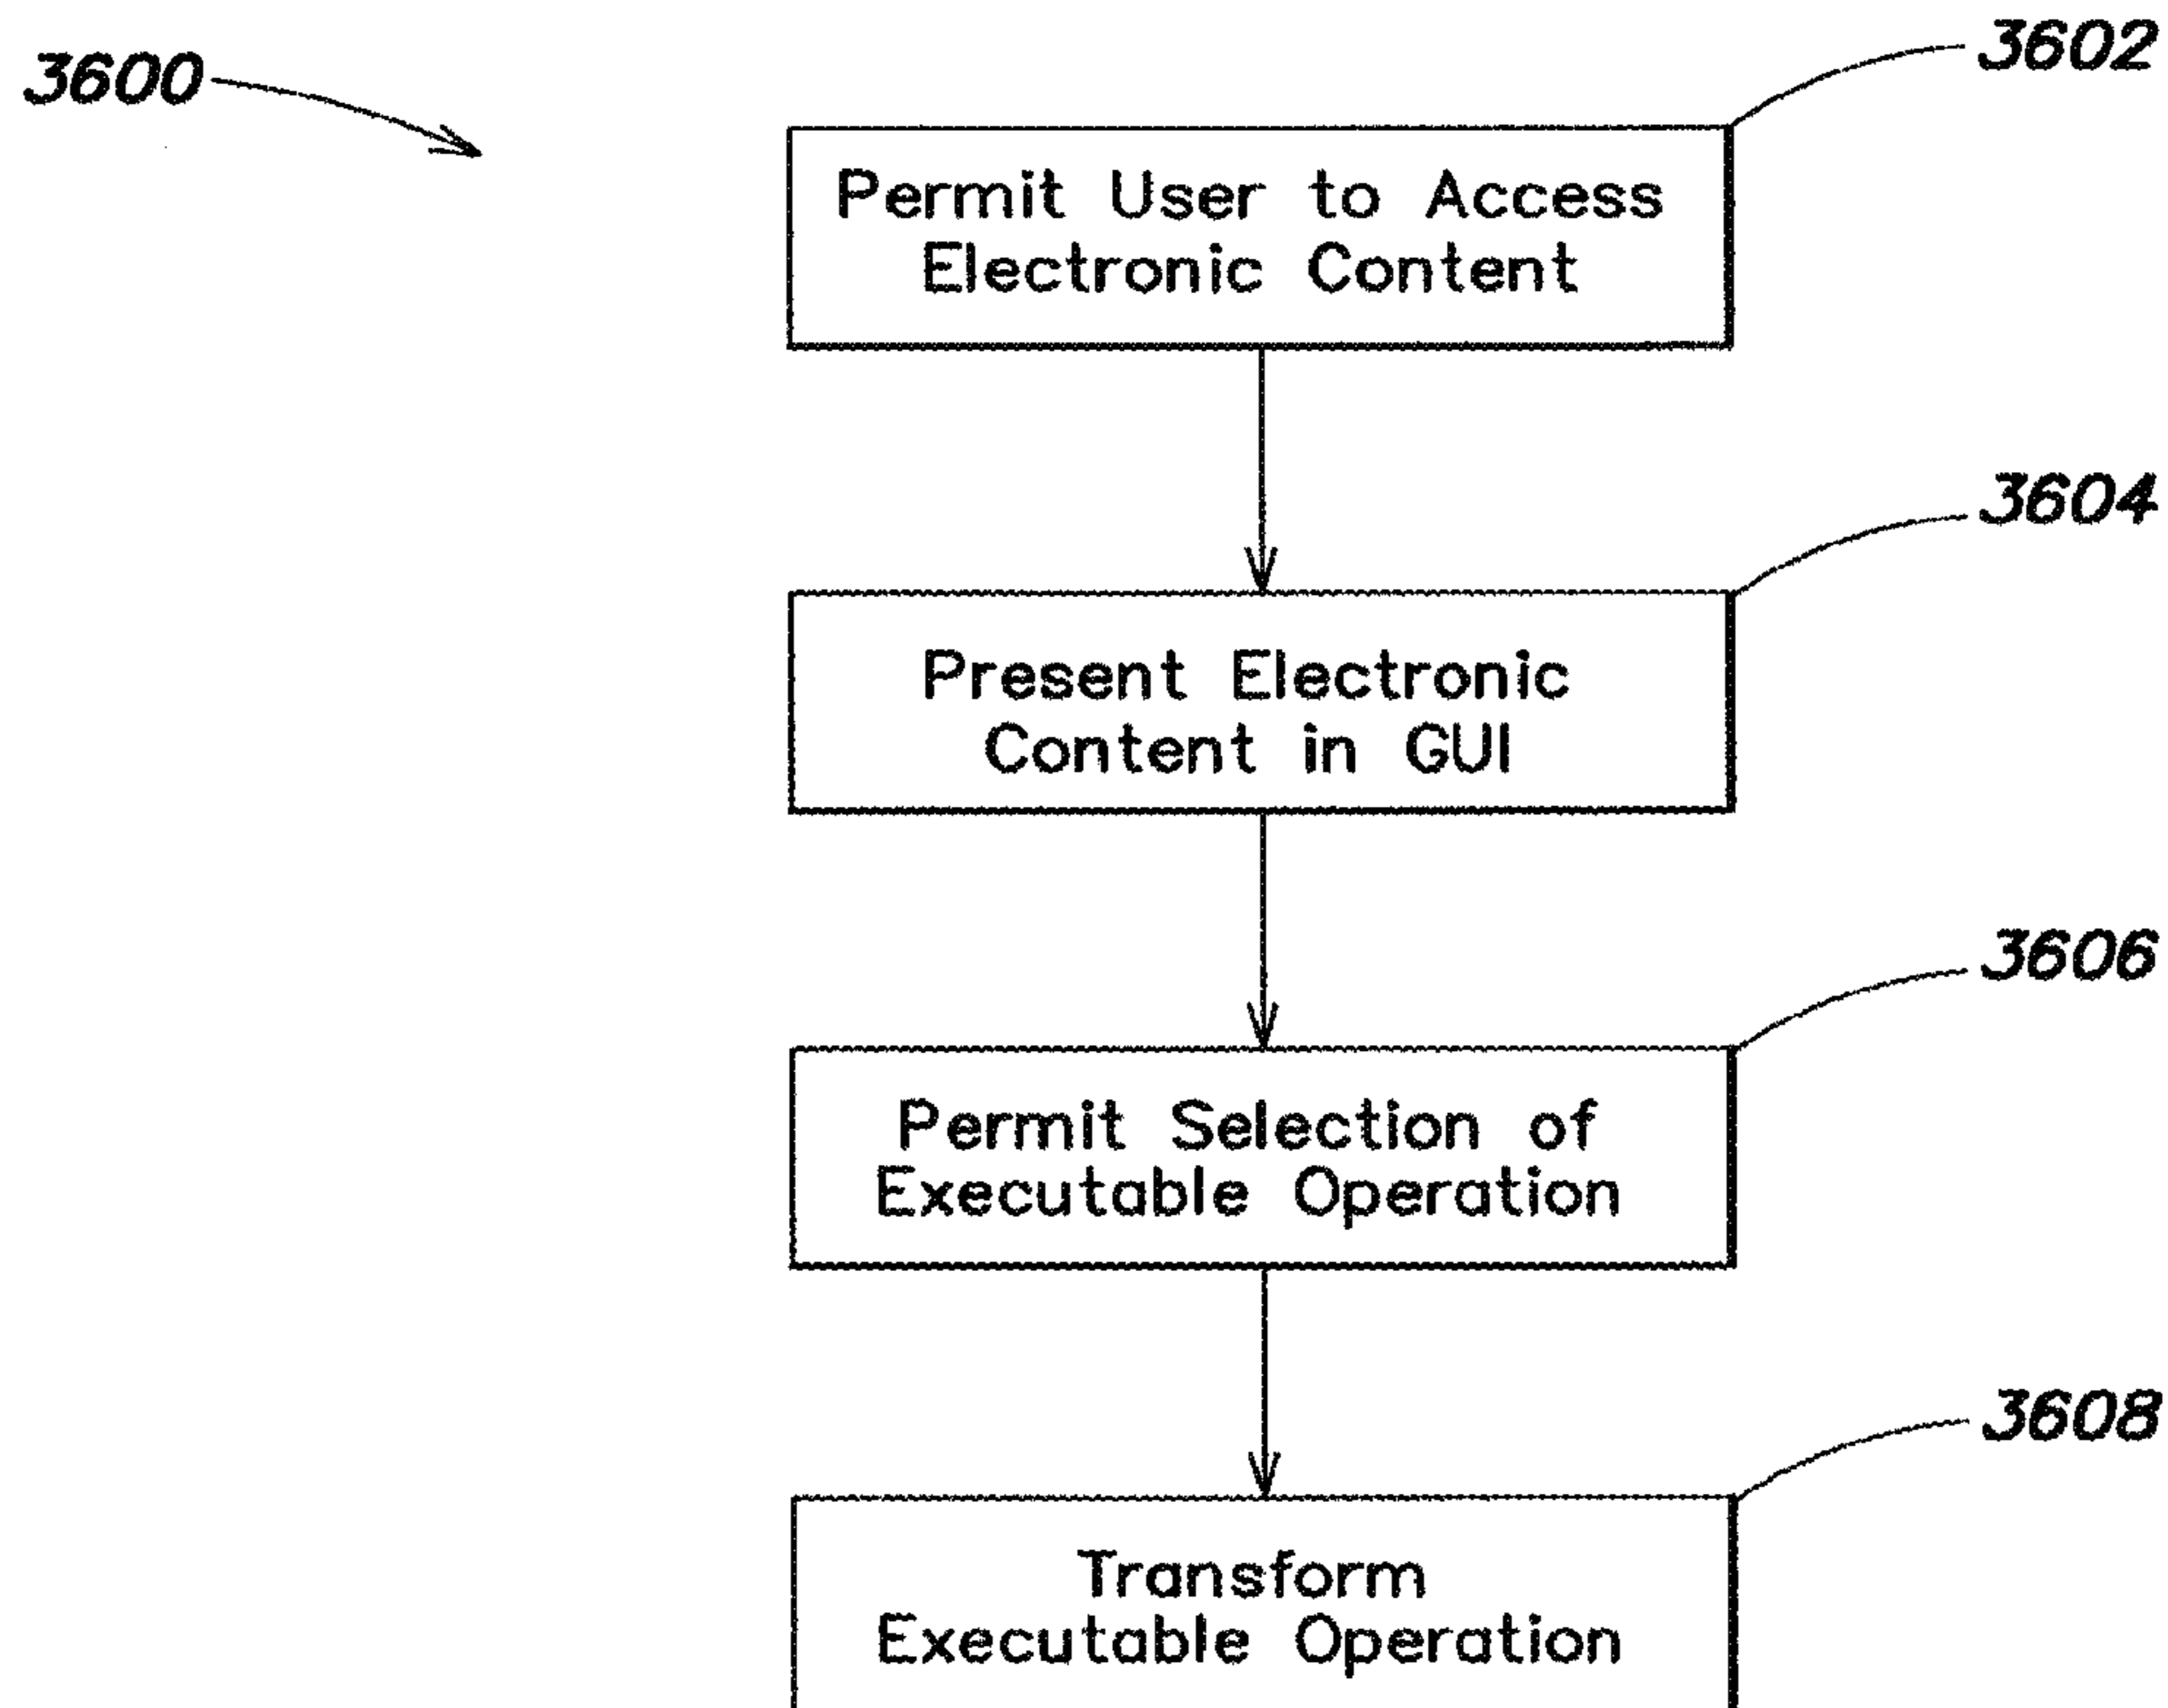 3600
3602
Permit User to Access
Electronic Content
3604
Present Electronic
Content in GUI
3606
Permit Selection of
Executable Operation
3608
Transform
Executable Operation